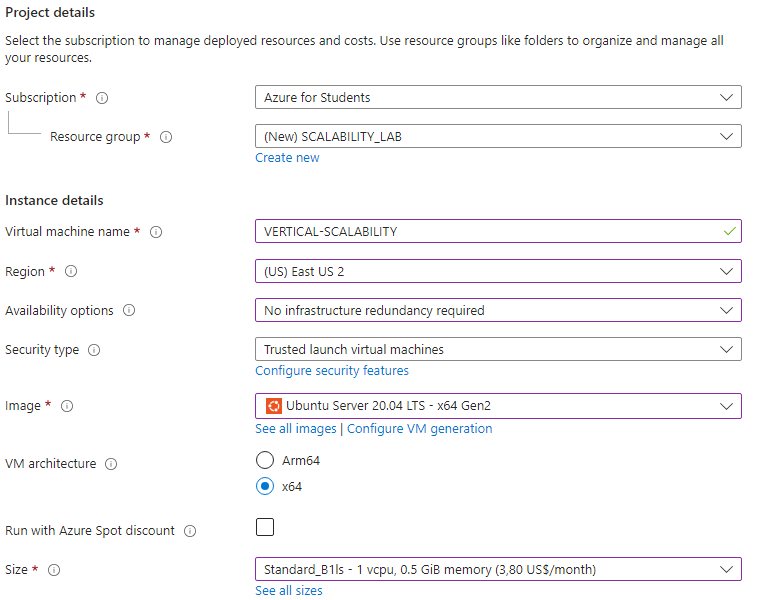 Project details
Select the subscription to manage deployed resources and costs. Use resource groups like folders to organize and manage all
your resources.
Subscription *
Azure for Students
Resource group *
(New) SCALABILITY_LAB
Create new
Instance details
Virtual machine name *
VERTICAL-SCALABILITY
Region *
(US) East US 2
Availability options
No infrastructure redundancy required
Security type
Trusted launch virtual machines
Configure security features
Image *
Ubuntu Server 20.04 LTS - x64 Gen2
See all images | Configure VM generation
VM architecture
Arm64
x64
Run with Azure Spot discount
Size *
Standard_B1ls - 1 vcpu, 0.5 GiB memory (3,80 US$/month)
See all sizes